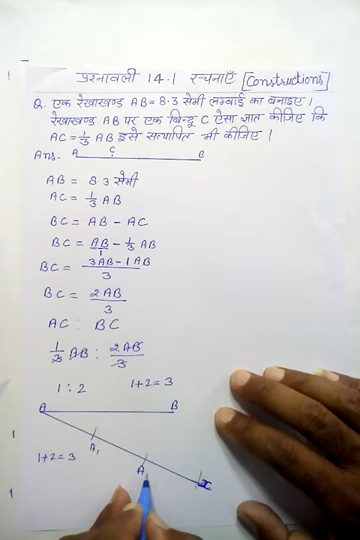 प्रश्नावली 14.1 रचनाएँ [Constructions]
Q. एक रेखाखण्ड AB = 8.3 सेमी लम्बाई का बनाइए ।
रेखाखण्ड AB पर एक बिन्दु C ऐसा ज्ञात कीजिए कि
AC = 1/3 AB इसे सत्यापित भी कीजिए ।
Ans. A C B
AB = 8.3 सेमी
AC = 1/3 AB
BC = AB - AC
BC = AB/1 - 1/3 AB
BC = 3AB-1AB/3
BC = 2AB/3
AC : BC
1/3 AB : 2AB/3
1 : 2 1+2=3
A B
A1
1+2=3 A
x